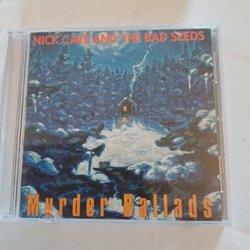 NICK CAVE AND THE BAD SEEDS
Murder Ballads